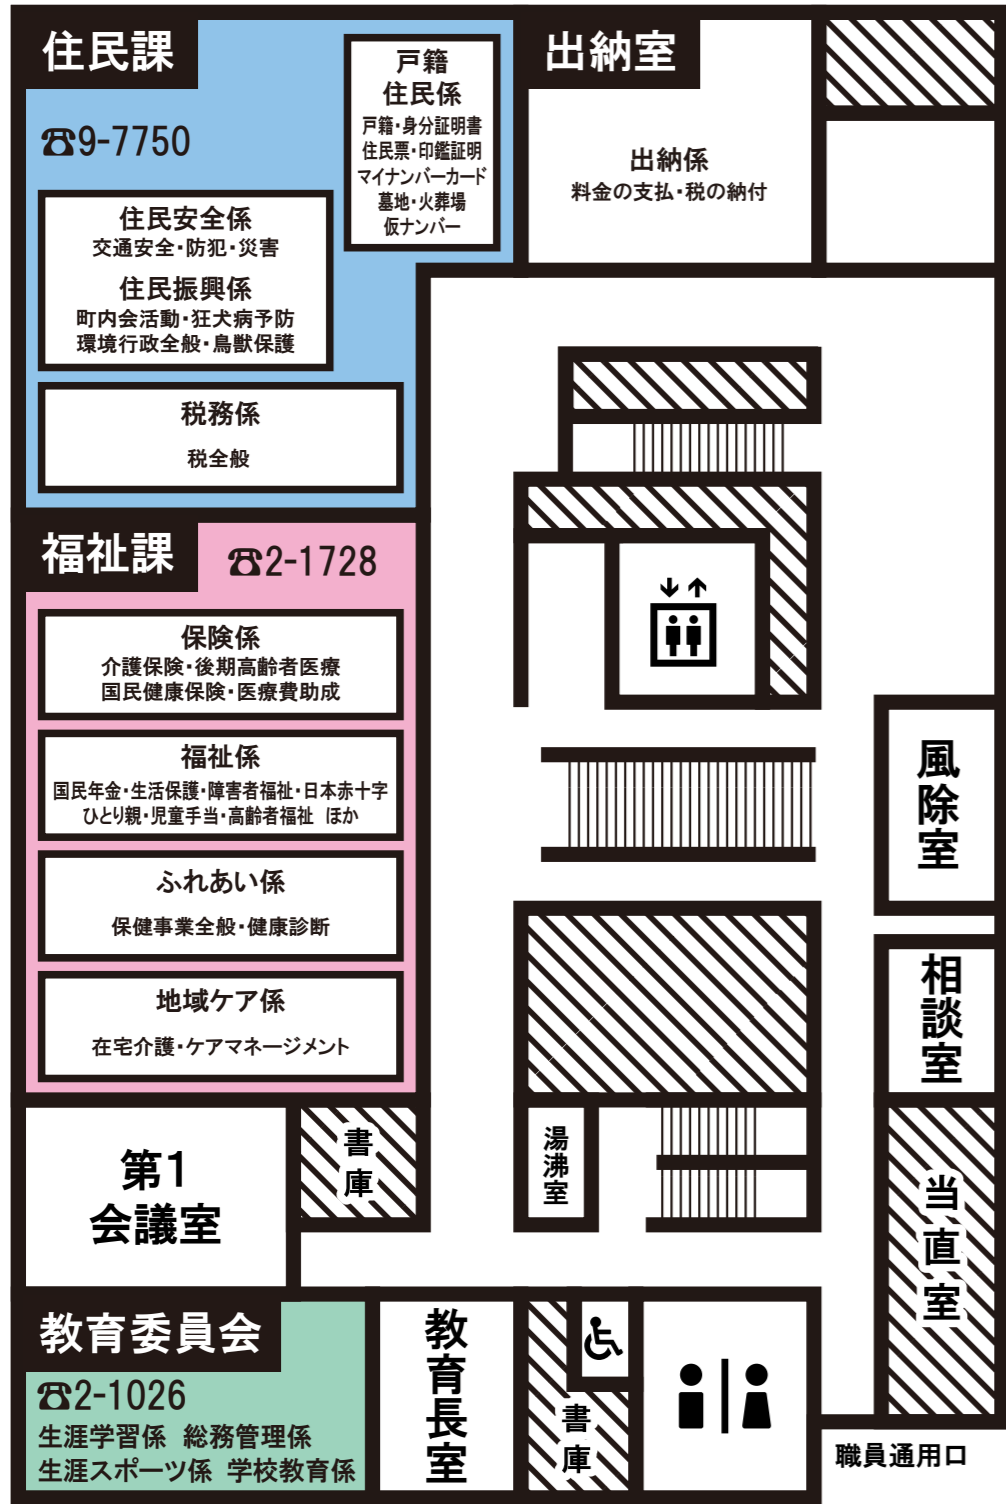 住民課
☎9-7750
戸籍
住民係
戸籍・身分証明書
住民票・印鑑証明
マイナンバーカード
墓地・火葬場
仮ナンバー
住民安全係
交通安全・防犯・災害
住民振興係
町内会活動・狂犬病予防
環境行政全般・鳥獣保護
税務係
税全般
出納室
出納係
料金の支払・税の納付
福祉課
☎2-1728
保険係
介護保険・後期高齢者医療
国民健康保険・医療費助成
福祉係
国民年金・生活保護・障害者福祉・日本赤十字
ひとり親・児童手当・高齢者福祉 ほか
ふれあい係
保健事業全般・健康診断
地域ケア係
在宅介護・ケアマネージメント
風除室
相談室
第1
会議室
書庫
湯沸室
当直室
教育委員会
☎2-1026
生涯学習係 総務管理係
生涯スポーツ係 学校教育係
教育長室
書庫
職員通用口